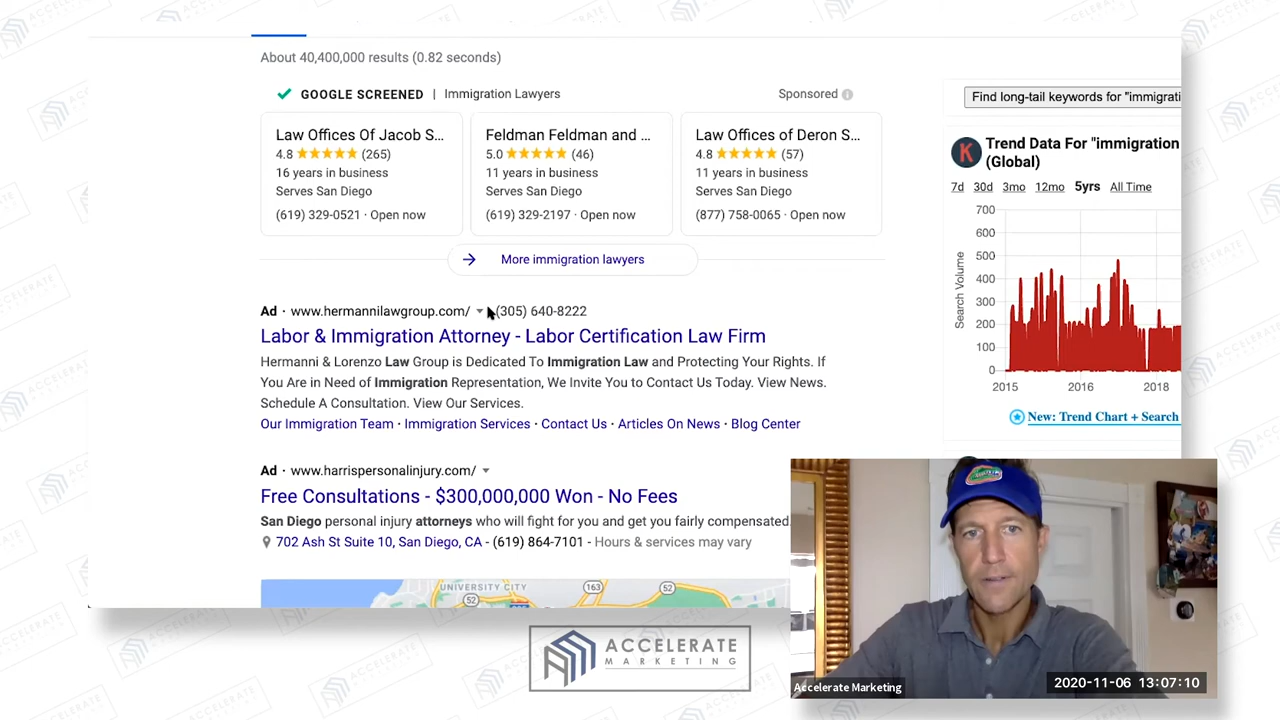 About 40,400,000 results (0.82 seconds)
GOOGLE SCREENED | Immigration Lawyers
Sponsored
Law Offices Of Jacob S...
4.8 (265)
16 years in business
Serves San Diego
(619) 329-0521 · Open now
Feldman Feldman and ...
5.0 (46)
11 years in business
Serves San Diego
(619) 329-2197 · Open now
Law Offices of Deron S...
4.8 (57)
11 years in business
Serves San Diego
(877) 758-0065 · Open now
More immigration lawyers
Ad · www.hermannilawgroup.com/ (305) 640-8222
Labor & Immigration Attorney - Labor Certification Law Firm
Hermanni & Lorenzo Law Group is Dedicated To Immigration Law and Protecting Your Rights. If
You Are in Need of Immigration Representation, We Invite You to Contact Us Today. View News.
Schedule A Consultation. View Our Services.
Our Immigration Team · Immigration Services · Contact Us · Articles On News · Blog Center
Ad · www.harrispersonalinjury.com/
Free Consultations - $300,000,000 Won - No Fees
San Diego personal injury attorneys who will fight for you and get you fairly compensated.
702 Ash St Suite 10, San Diego, CA - (619) 864-7101 - Hours & services may vary
UNIVERSITY CITY
52
163
52
Find long-tail keywords for "immigrati
K
Trend Data For "immigration
(Global)
7d 30d 3mo 12mo 5yrs All Time
Search Volume
700
600
500
400
300
200
100
0
2015 2016 2018
New: Trend Chart + Search
Gators
Accelerate Marketing
2020-11-06 13:07:10
ACCELERATE
MARKETING